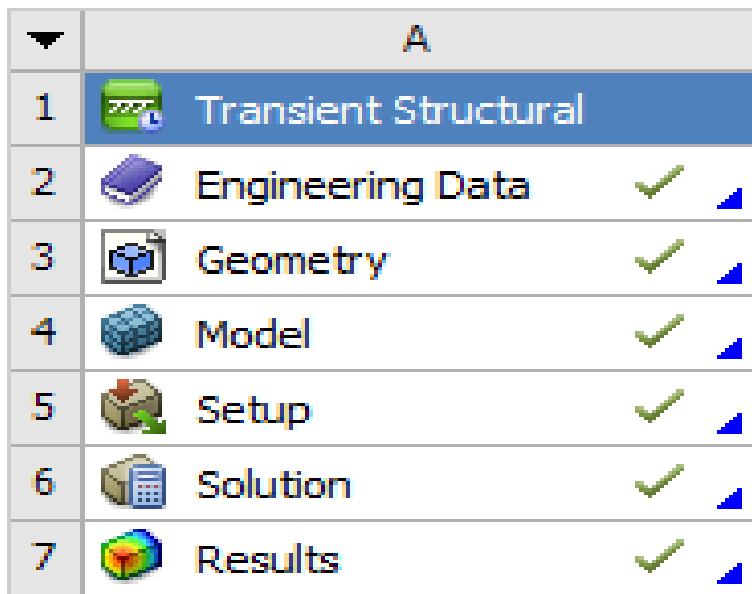 A
1 Transient Structural
2 Engineering Data
3 Geometry
4 Model
5 Setup
6 Solution
7 Results